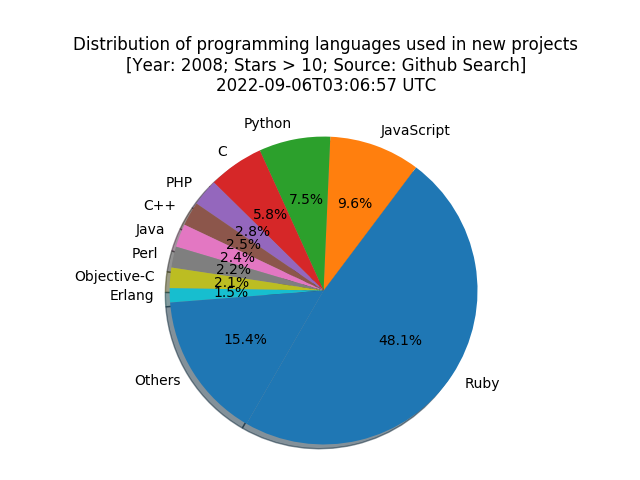 Distribution of programming languages used in new projects
[Year: 2008; Stars > 10; Source: Github Search]
2022-09-06T03:06:57 UTC
Python
JavaScript
C
PHP
C++
Java
Perl
Objective-C
Erlang
Others
Ruby
7.5%
9.6%
5.8%
2.8%
2.5%
2.4%
2.2%
2.1%
1.5%
15.4%
48.1%